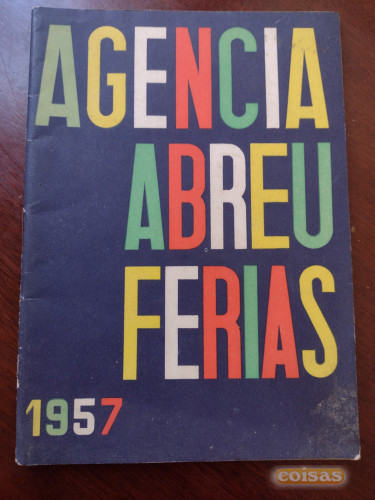 AGENCIA
ABREU
FERIAS
1957
coisas